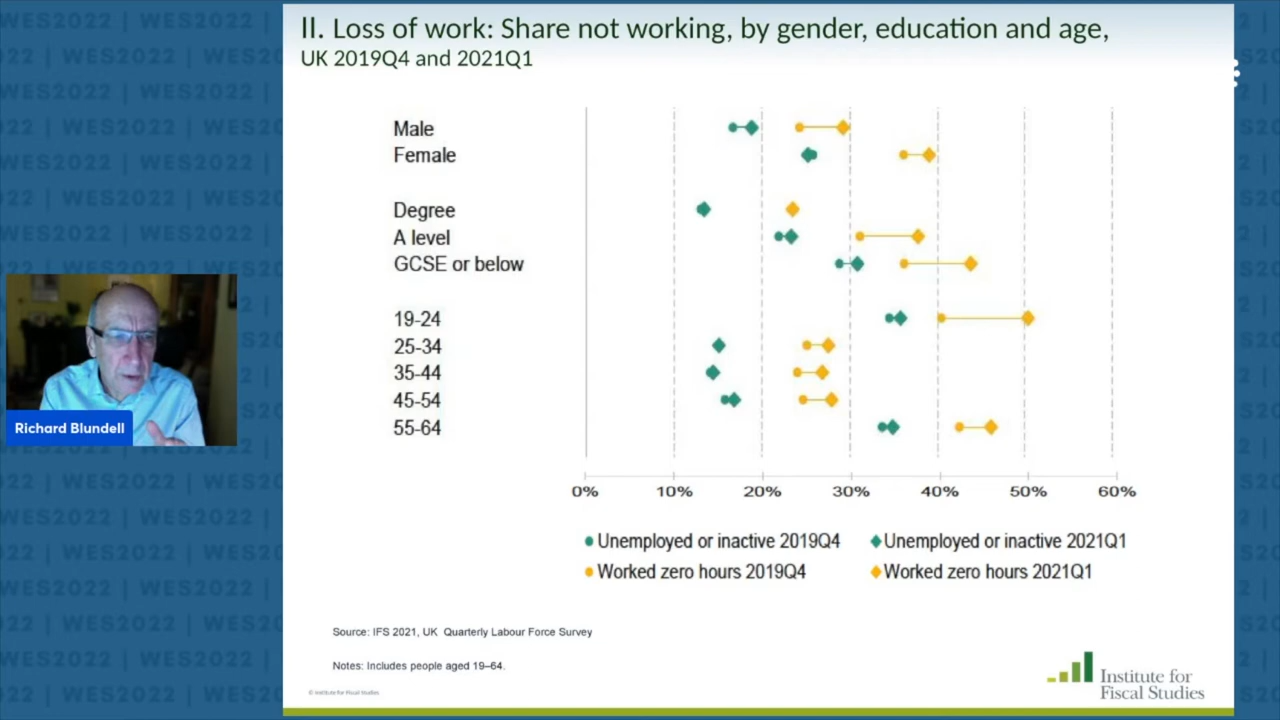 II. Loss of work: Share not working, by gender, education and age,
UK 2019Q4 and 2021Q1
Male
Female
Degree
A level
GCSE or below
19-24
25-34
35-44
45-54
55-64
0% 10% 20% 30% 40% 50% 60%
Unemployed or inactive 2019Q4 Unemployed or inactive 2021Q1
Worked zero hours 2019Q4 Worked zero hours 2021Q1
Source: IFS 2021, UK Quarterly Labour Force Survey
Notes: Includes people aged 19–64.
© Institute for Fiscal Studies
Institute for
Fiscal Studies
Richard Blundell
WES2022 | WES2022 |